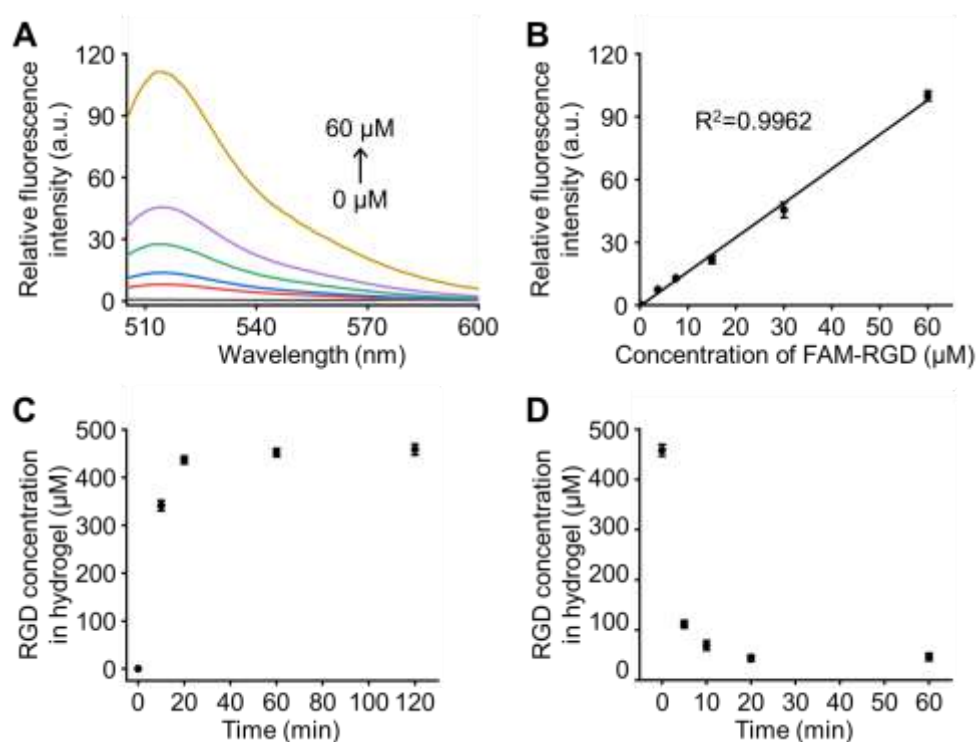 A
Relative fluorescence
intensity (a.u.)
120
90
60
30
0
60 µM
0 µM
510
540
570
600
Wavelength (nm)
B
Relative fluorescence
intensity (a.u.)
120
90
60
30
0
R²=0.9962
0
10
20
30
40
50
60
Concentration of FAM-RGD (µM)
C
RGD concentration
in hydrogel (µM)
500
400
300
200
100
0
0
20
40
60
80
100
120
Time (min)
D
RGD concentration
in hydrogel (µM)
500
400
300
200
100
0
0
10
20
30
40
50
60
Time (min)